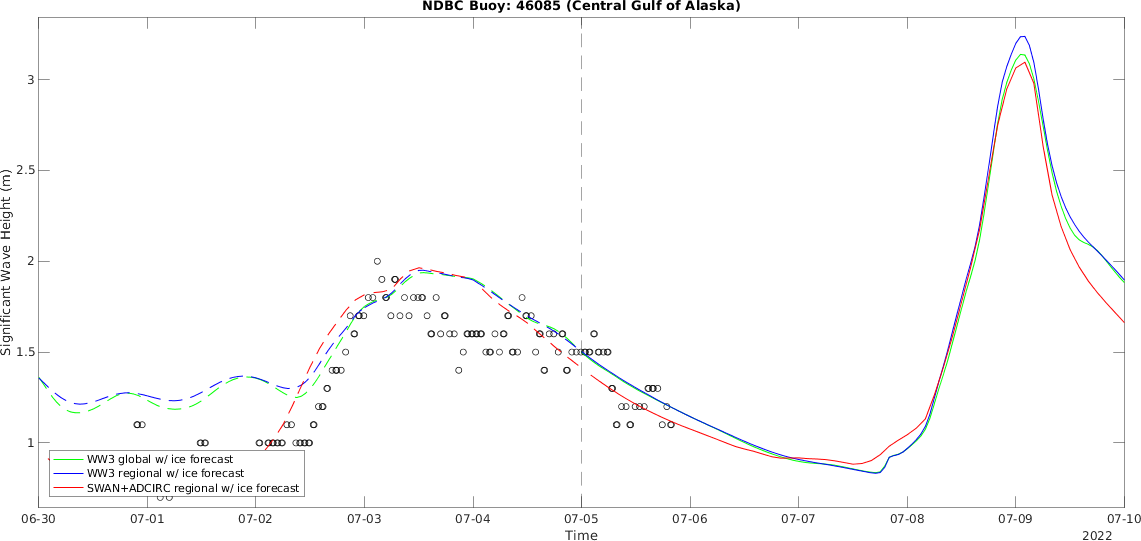 NDBC Buoy: 46085 (Central Gulf of Alaska)
Significant Wave Height (m)
3
2.5
2
1.5
1
WW3 global w/ ice forecast
WW3 regional w/ ice forecast
SWAN+ADCIRC regional w/ ice forecast
06-30 07-01 07-02 07-03 07-04 07-05 07-06 07-07 07-08 07-09 07-10
Time
2022